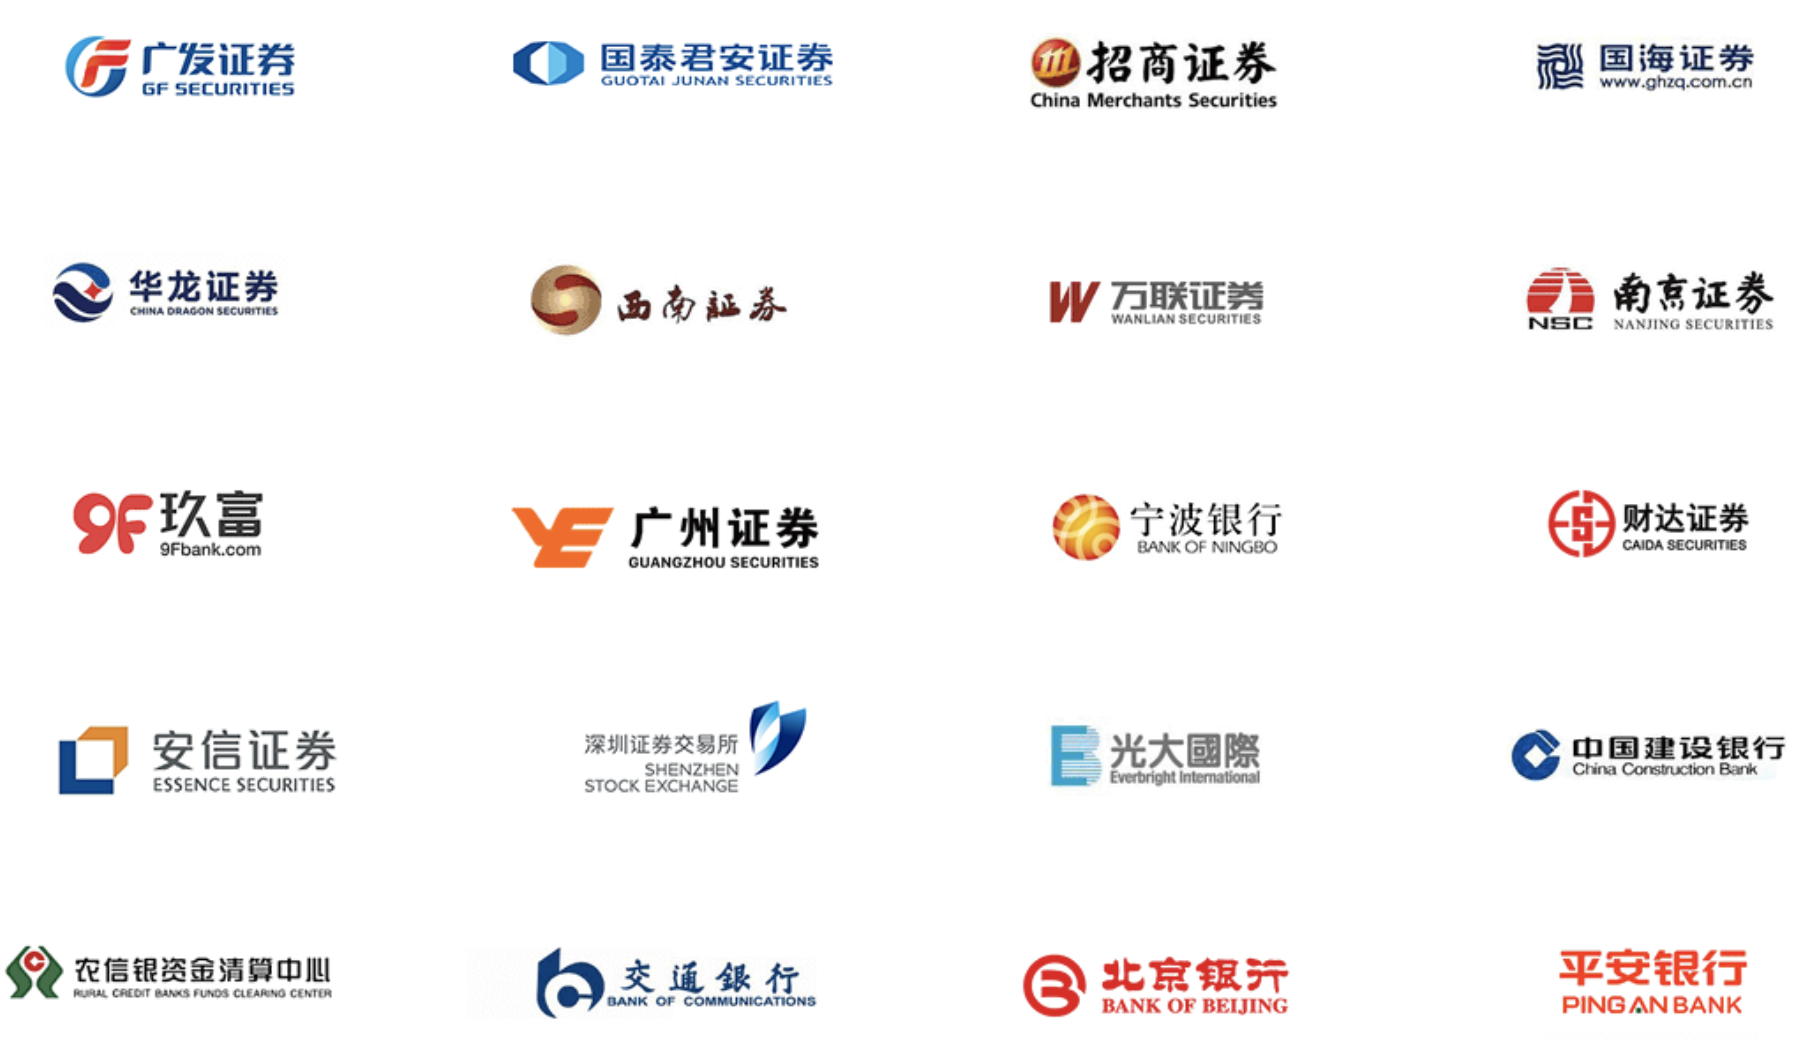 广发证券
GF SECURITIES
国泰君安证券
GUOTAI JUNAN SECURITIES
招商证券
China Merchants Securities
国海证券
www.ghzq.com.cn
华龙证券
CHINA DRAGON SECURITIES
西南証券
W 万联证券
WANLIAN SECURITIES
NSC
南京证券
NANJING SECURITIES
9F 玖富
9Fbank.com
广州证券
GUANGZHOU SECURITIES
宁波银行
BANK OF NINGBO
财达证券
CAIDA SECURITIES
安信证券
ESSENCE SECURITIES
深圳证券交易所
SHENZHEN
STOCK EXCHANGE
光大國際
Everbright International
中国建设银行
China Construction Bank
农信银资金清算中心
RURAL CREDIT BANKS FUNDS CLEARING CENTER
交通銀行
BANK OF COMMUNICATIONS
北京银行
BANK OF BEIJING
平安银行
PING AN BANK